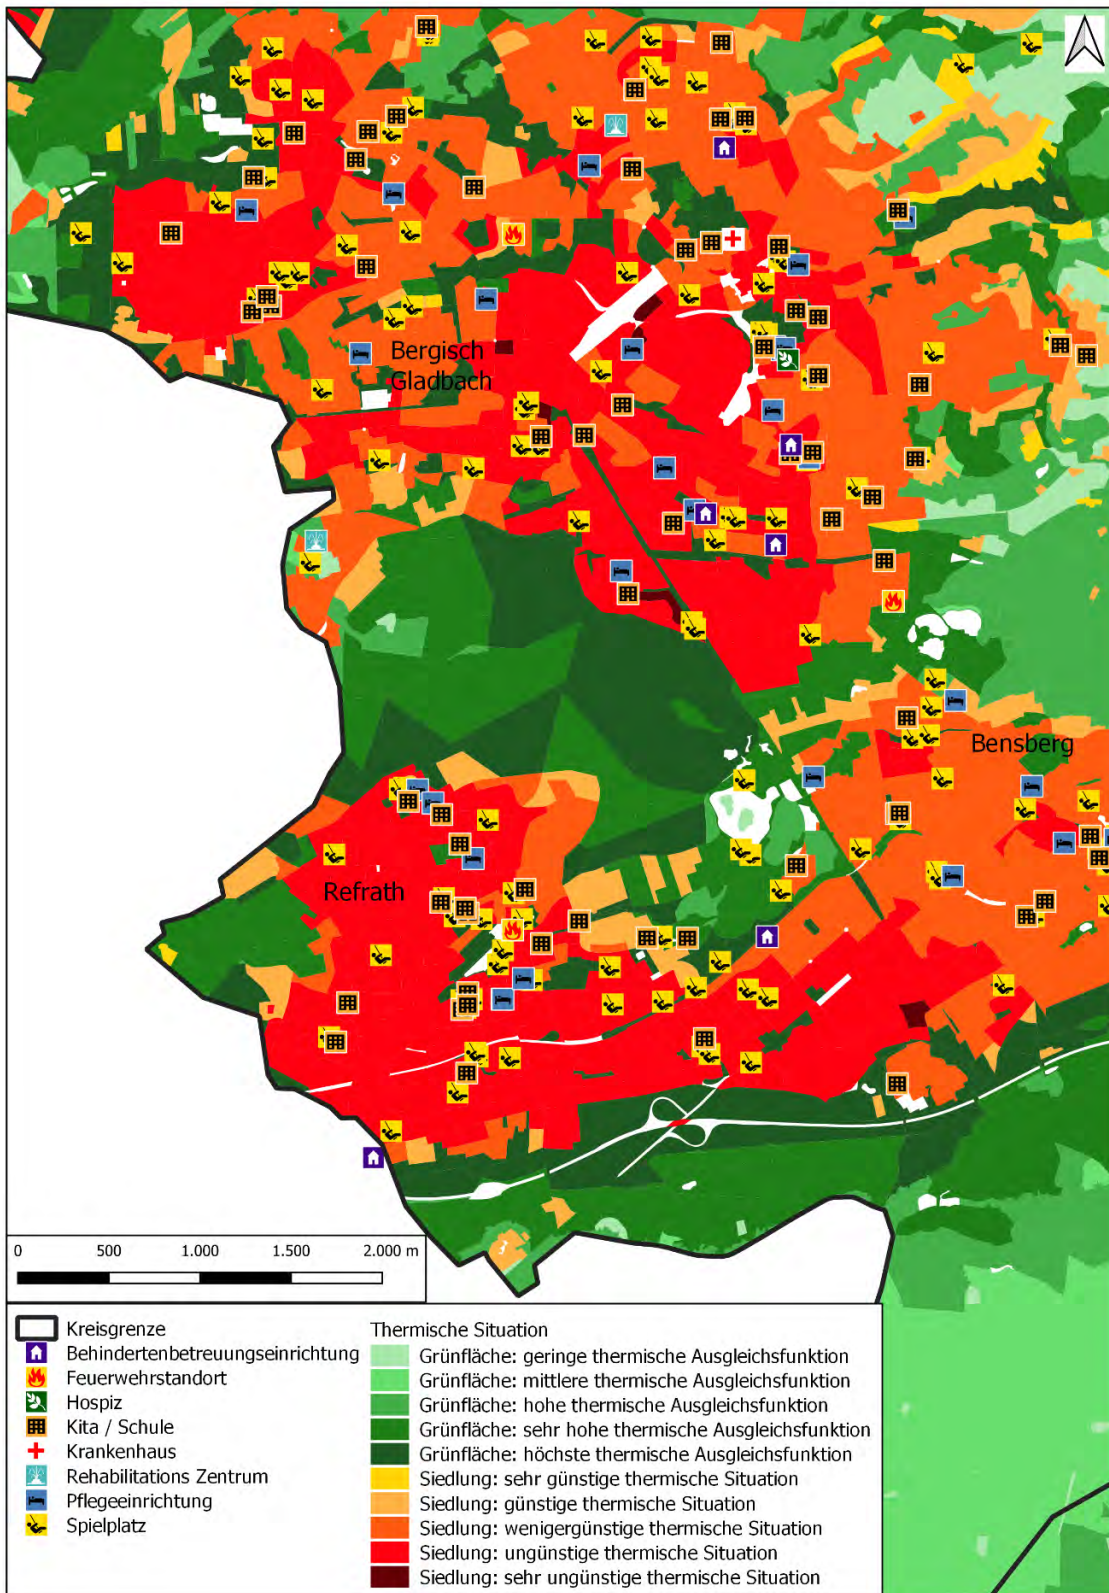 Bergisch
Gladbach
Bensberg
Refrath
0 500 1.000 1.500 2.000 m
Kreisgrenze
Behindertenbetreuungseinrichtung
Feuerwehrstandort
Hospiz
Kita / Schule
Krankenhaus
Rehabilitations Zentrum
Pflegeeinrichtung
Spielplatz
Thermische Situation
Grünfläche: geringe thermische Ausgleichsfunktion
Grünfläche: mittlere thermische Ausgleichsfunktion
Grünfläche: hohe thermische Ausgleichsfunktion
Grünfläche: sehr hohe thermische Ausgleichsfunktion
Grünfläche: höchste thermische Ausgleichsfunktion
Siedlung: sehr günstige thermische Situation
Siedlung: günstige thermische Situation
Siedlung: wenigergünstige thermische Situation
Siedlung: ungünstige thermische Situation
Siedlung: sehr ungünstige thermische Situation